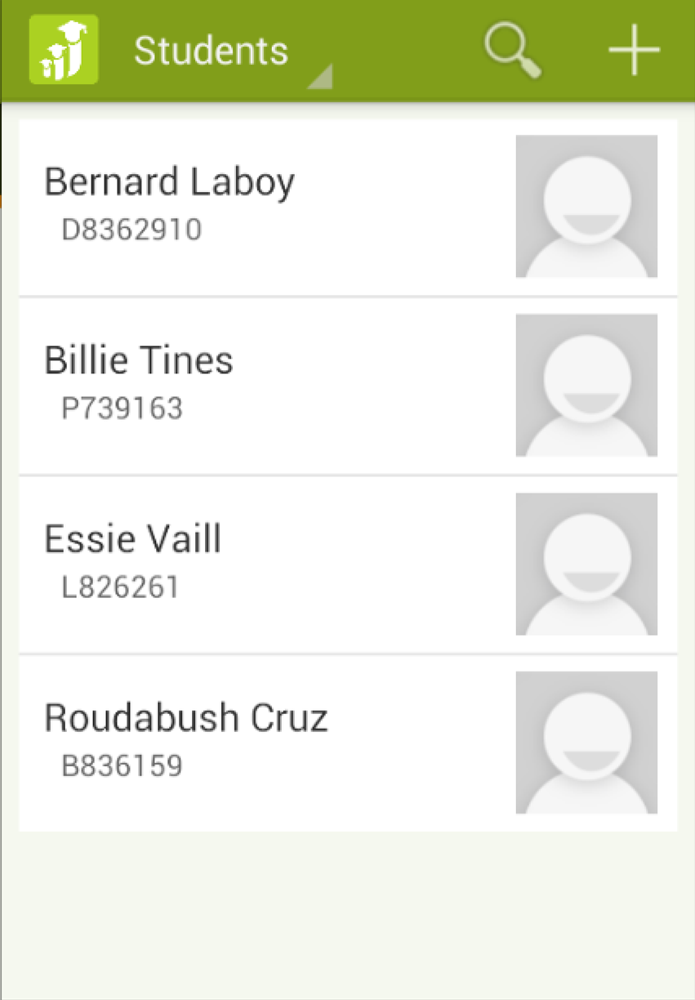 Students
Bernard Laboy
D8362910
Billie Tines
P739163
Essie Vaill
L826261
Roudabush Cruz
B836159